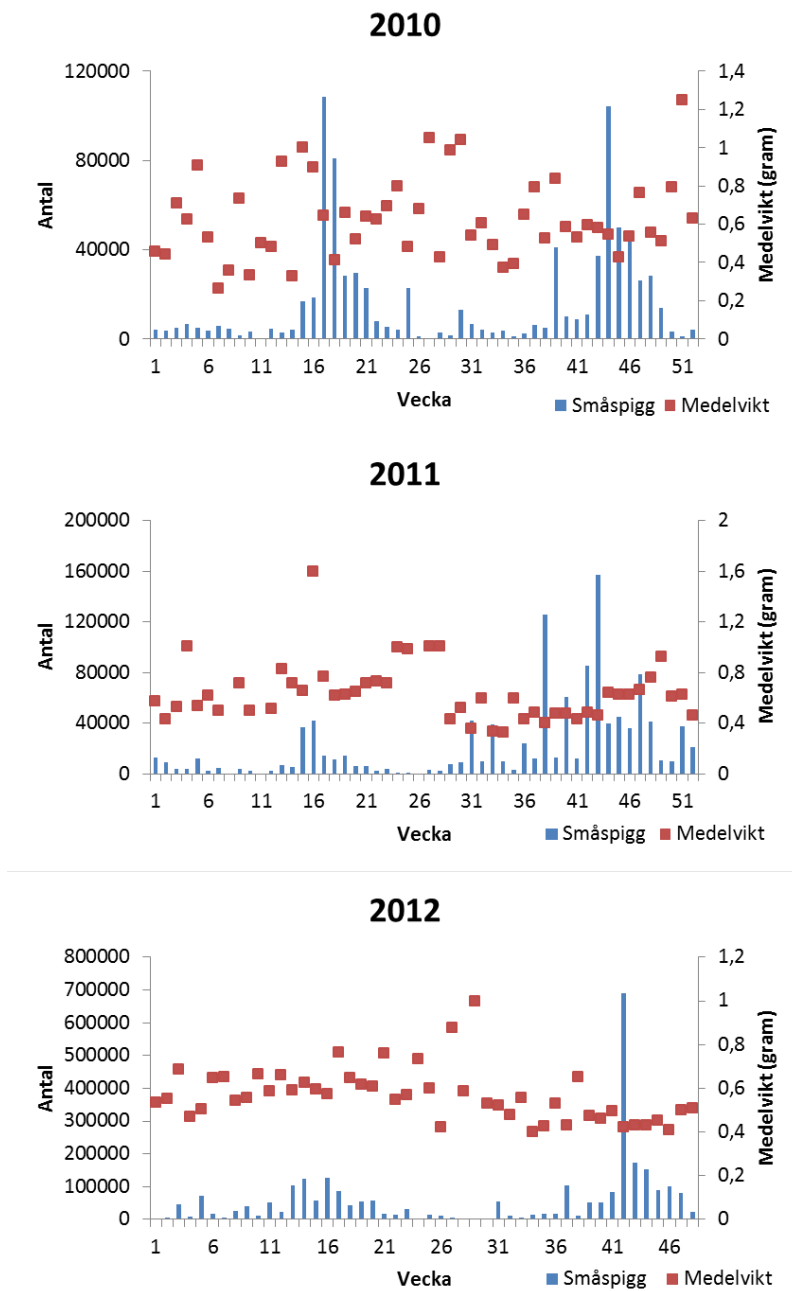 2010
120000
80000
40000
0
Antal
1,4
1,2
1
0,8
0,6
0,4
0,2
0
Medelvikt (gram)
1 6 11 16 21 26 31 36 41 46 51
Vecka
Småspigg Medelvikt
2011
200000
160000
120000
80000
40000
0
Antal
2
1,6
1,2
0,8
0,4
0
Medelvikt (gram)
1 6 11 16 21 26 31 36 41 46 51
Vecka
Småspigg Medelvikt
2012
800000
700000
600000
500000
400000
300000
200000
100000
0
Antal
1,2
1
0,8
0,6
0,4
0,2
0
Medelvikt (gram)
1 6 11 16 21 26 31 36 41 46
Vecka
Småspigg Medelvikt